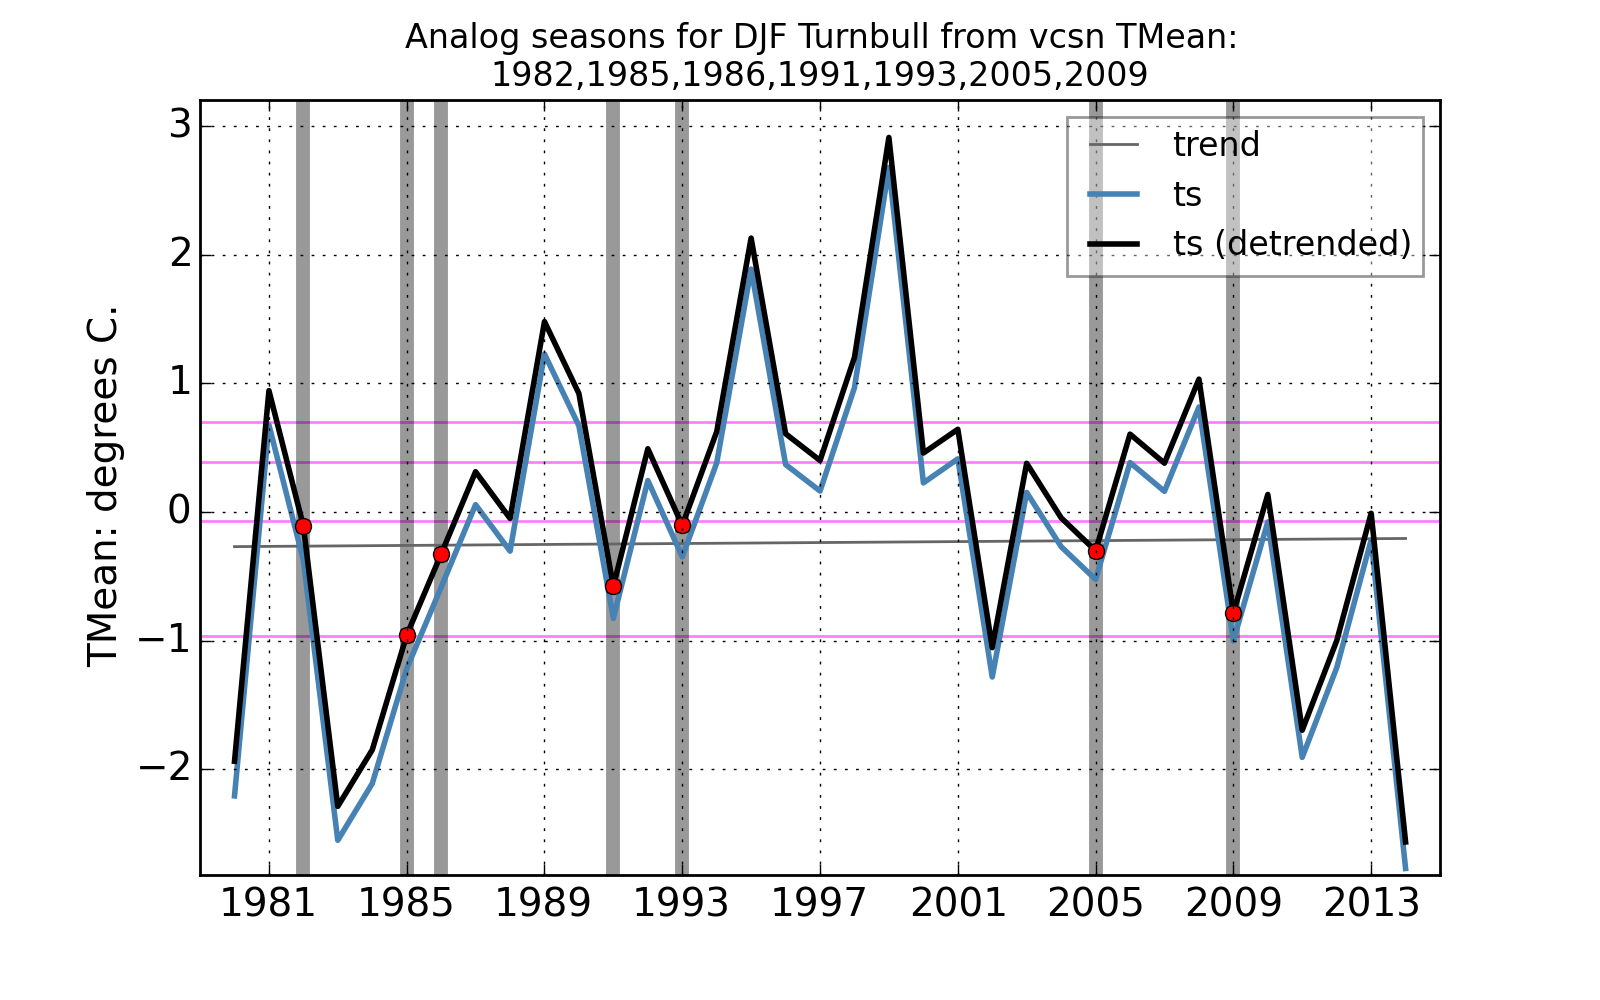 Analog seasons for DJF Turnbull from vcsn TMean:
1982,1985,1986,1991,1993,2005,2009
TMean: degrees C.
3
2
1
0
−1
−2
trend
ts
ts (detrended)
1981 1985 1989 1993 1997 2001 2005 2009 2013